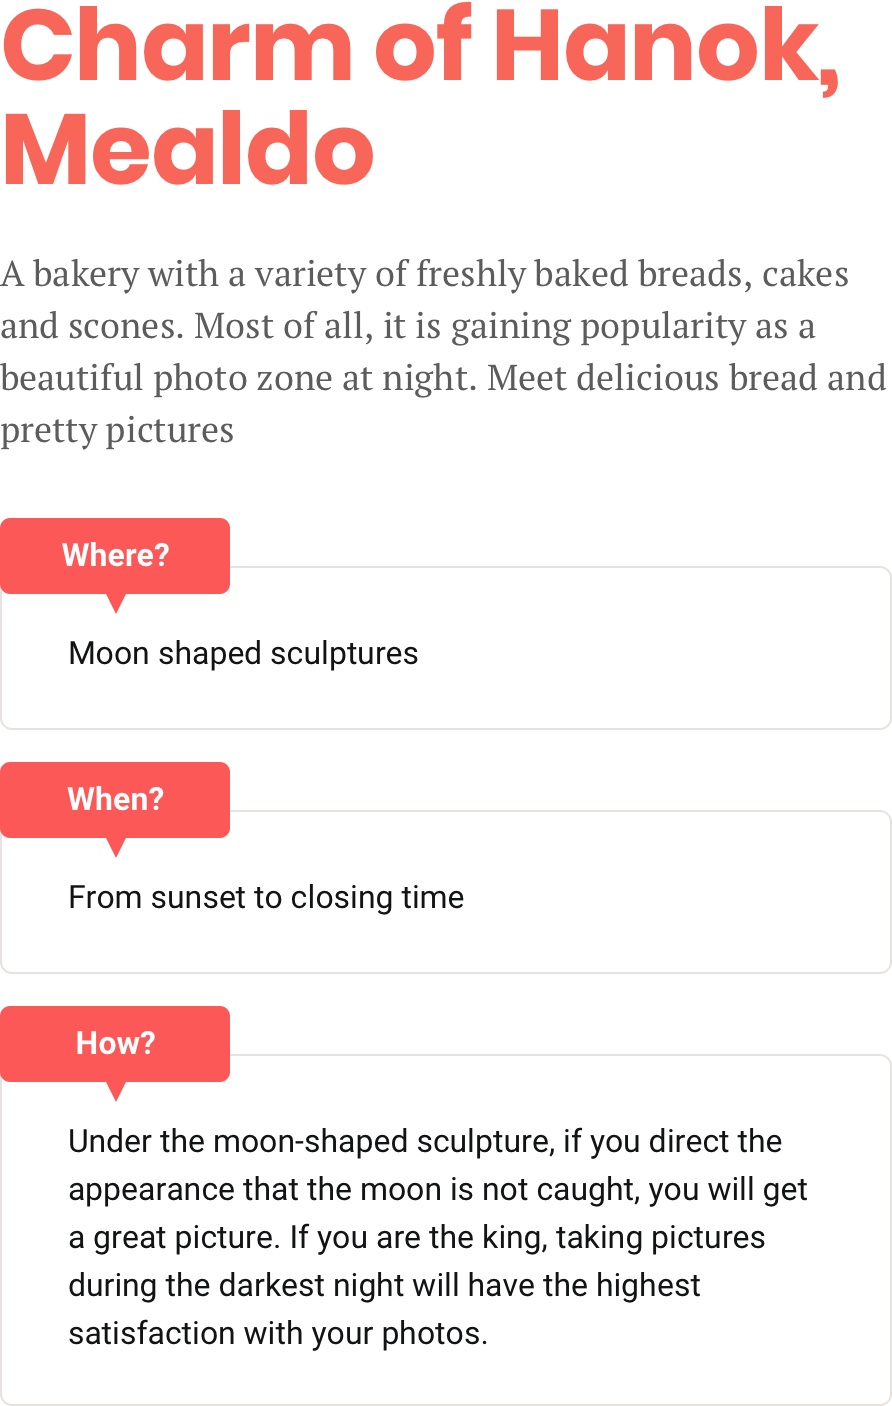 Charm of Hanok,
Mealdo
A bakery with a variety of freshly baked breads, cakes
and scones. Most of all, it is gaining popularity as a
beautiful photo zone at night. Meet delicious bread and
pretty pictures
Where?
Moon shaped sculptures
When?
From sunset to closing time
How?
Under the moon-shaped sculpture, if you direct the
appearance that the moon is not caught, you will get
a great picture. If you are the king, taking pictures
during the darkest night will have the highest
satisfaction with your photos.